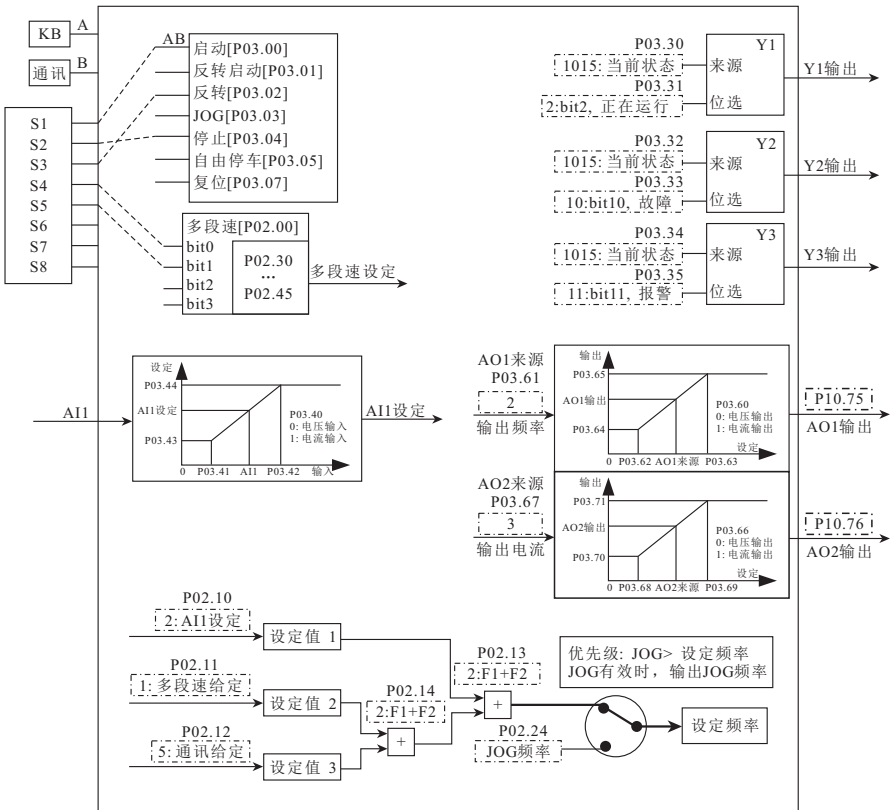 KB
A
通讯
B
S1
S2
S3
S4
S5
S6
S7
S8
AB
启动[P03.00]
反转启动[P03.01]
反转[P03.02]
JOG[P03.03]
停止[P03.04]
自由停车[P03.05]
复位[P03.07]
多段速[P02.00]
bit0
bit1
bit2
bit3
P02.30
...
P02.45
多段速设定
P03.30
1015: 当前状态
P03.31
2:bit2, 正在运行
Y1
来源
位选
Y1输出
P03.32
1015: 当前状态
P03.33
10:bit10, 故障
Y2
来源
位选
Y2输出
P03.34
1015: 当前状态
P03.35
11:bit11, 报警
Y3
来源
位选
Y3输出
AI1
设定
P03.44
AI1设定
P03.43
0 P03.41 AI1 P03.42 输入
P03.40
0: 电压输入
1: 电流输入
AI1设定
AO1来源
P03.61
2
输出频率
输出
P03.65
AO1输出
P03.64
P03.60
0: 电压输出
1: 电流输出
设定
0 P03.62 AO1来源 P03.63
P10.75
AO1输出
AO2来源
P03.67
3
输出电流
输出
P03.71
AO2输出
P03.70
P03.66
0: 电压输出
1: 电流输出
设定
0 P03.68 AO2来源 P03.69
P10.76
AO2输出
P02.10
2: AI1设定
设定值 1
P02.11
1: 多段速给定
设定值 2
P02.12
5: 通讯给定
设定值 3
P02.14
2:F1+F2
+
P02.13
2:F1+F2
+
P02.24
JOG频率
优先级: JOG> 设定频率
JOG有效时，输出JOG频率
设定频率